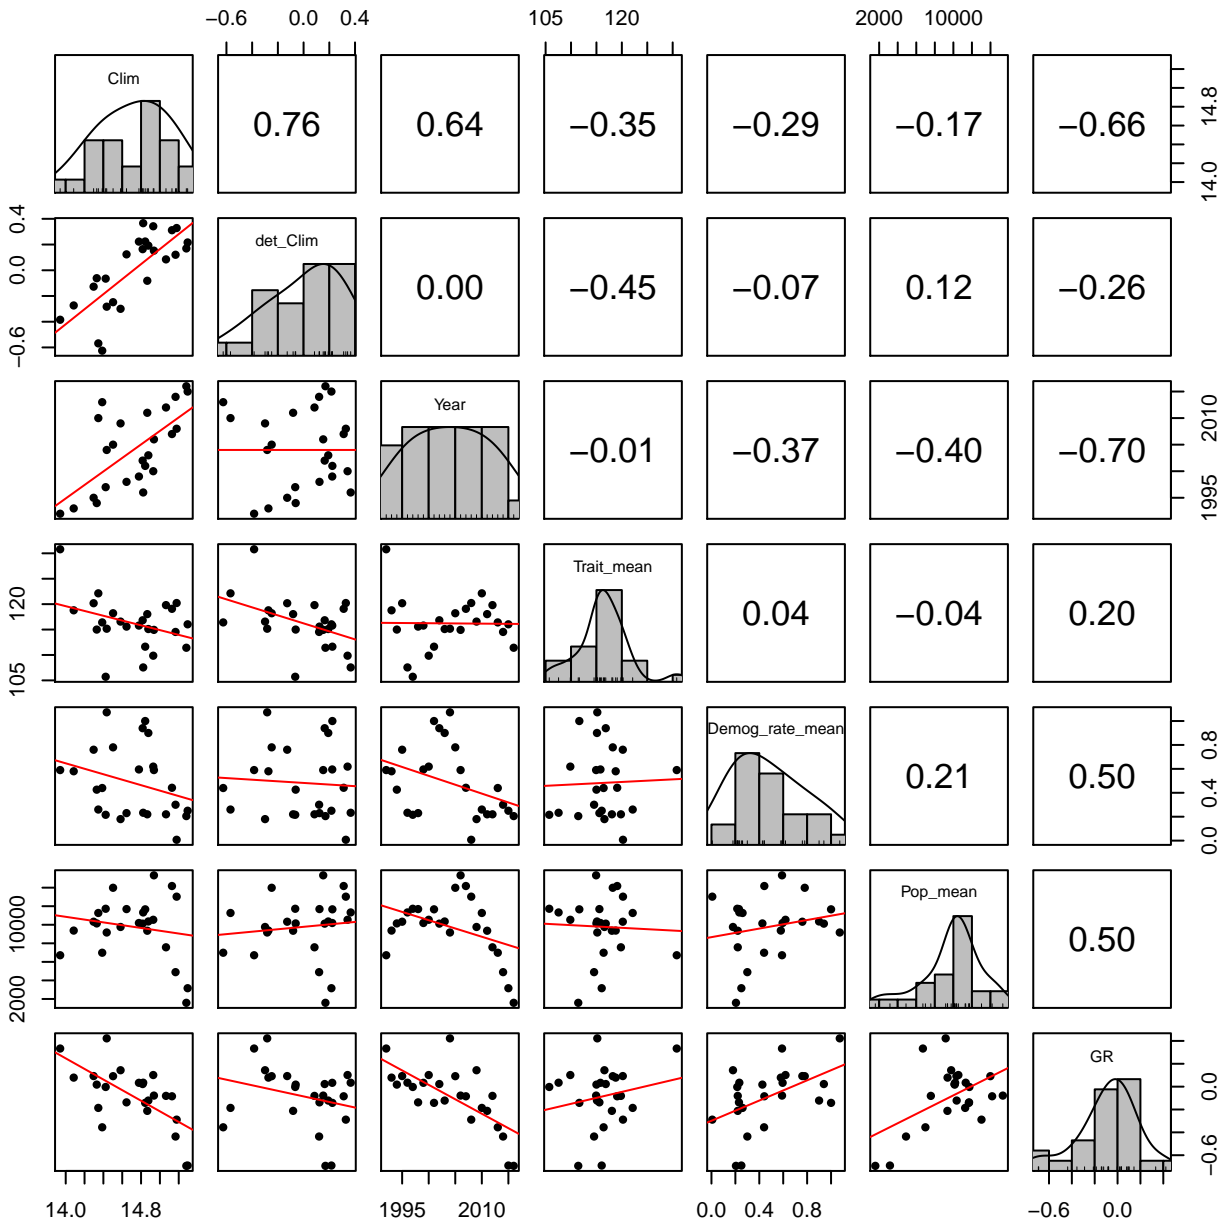 −0.6 0.0 0.4 105 120 2000 10000
Clim
0.76 0.64 −0.35 −0.29 −0.17 −0.66
14.0 14.8
det_Clim
0.00 −0.45 −0.07 0.12 −0.26
−0.6 0.0 0.4
Year
−0.01 −0.37 −0.40 −0.70
1995 2010
Trait_mean
0.04 −0.04 0.20
105 120
Demog_rate_mean
0.21 0.50
0.0 0.4 0.8
Pop_mean
0.50
2000 10000
GR
−0.6 0.0
14.0 14.8 1995 2010 0.0 0.4 0.8 −0.6 0.0